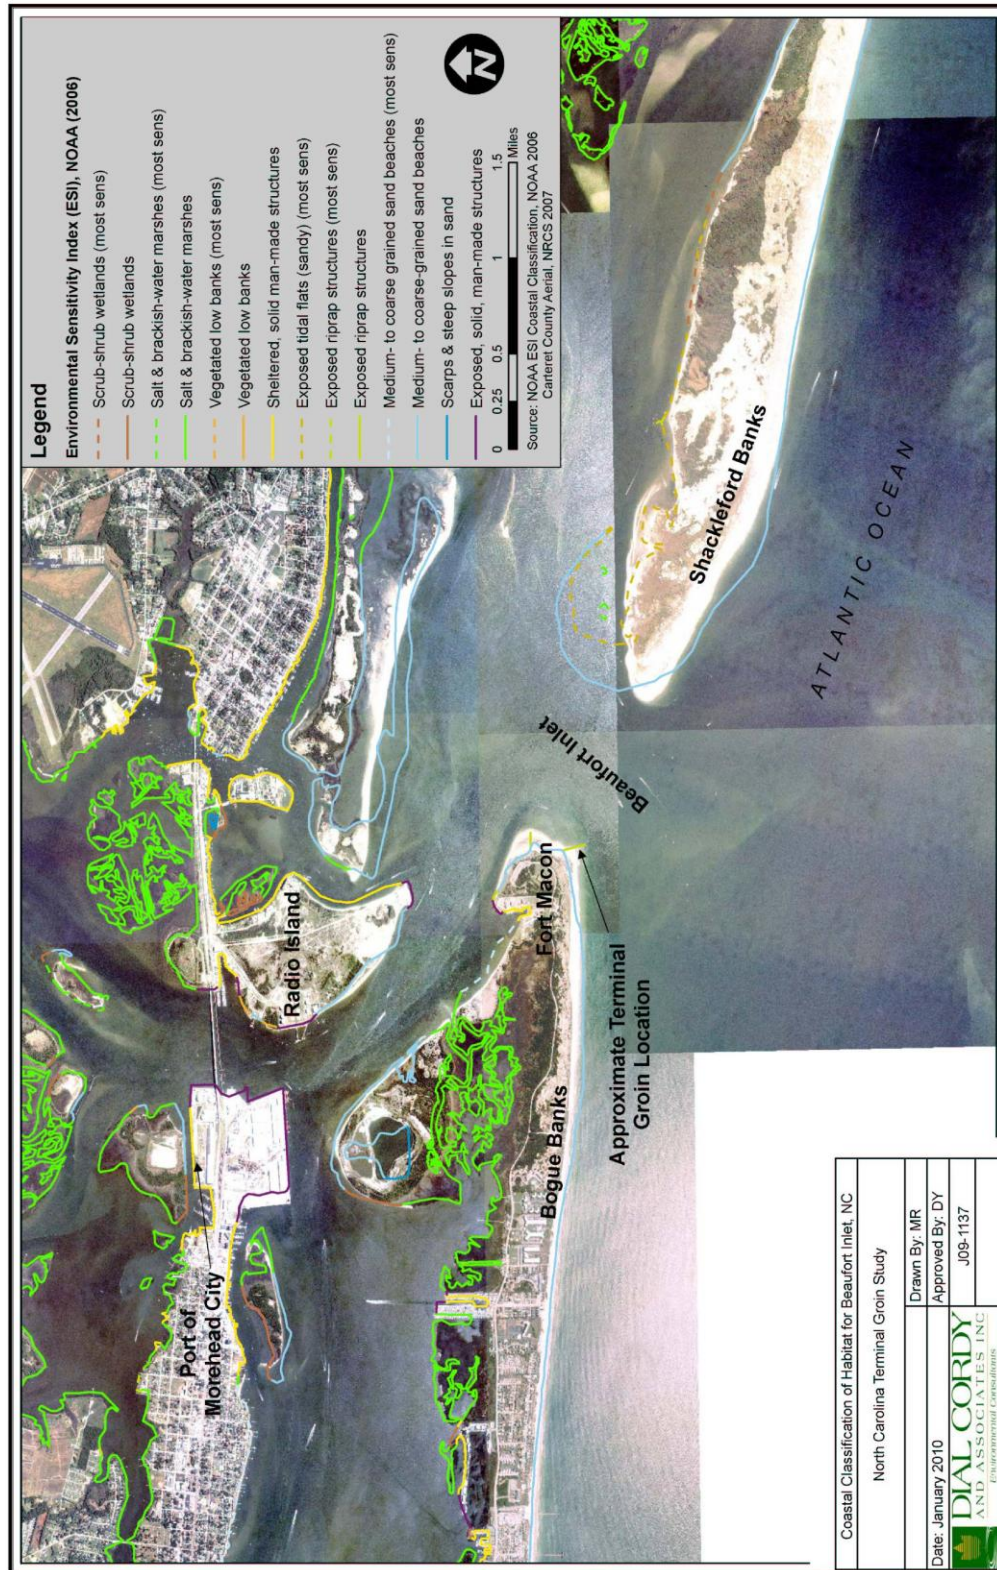 Legend
Environmental Sensitivity Index (ESI), NOAA (2006)
Scrub-shrub wetlands (most sens)
Scrub-shrub wetlands
Salt & brackish-water marshes (most sens)
Salt & brackish-water marshes
Vegetated low banks (most sens)
Vegetated low banks
Sheltered, solid man-made structures
Exposed tidal flats (sandy) (most sens)
Exposed riprap structures (most sens)
Exposed riprap structures
Medium- to coarse grained sand beaches (most sens)
Medium- to coarse-grained sand beaches
Scarps & steep slopes in sand
Exposed, solid, man-made structures
0 0.25 0.5 1 1.5
Miles
N
Source: NOAA ESI Coastal Classification, NOAA 2006
Carteret County Aerial, NRCS 2007
Port of
Morehead City
Radio Island
Beaufort Inlet
Fort Macon
Bogue Banks
Approximate Terminal
Groin Location
Shackleford Banks
ATLANTIC OCEAN
Coastal Classification of Habitat for Beaufort Inlet, NC
North Carolina Terminal Groin Study
Drawn By: MR
Date: January 2010
Approved By: DY
DIAL CORDY
AND ASSOCIATES INC
Environmental Consultants
J09-1137